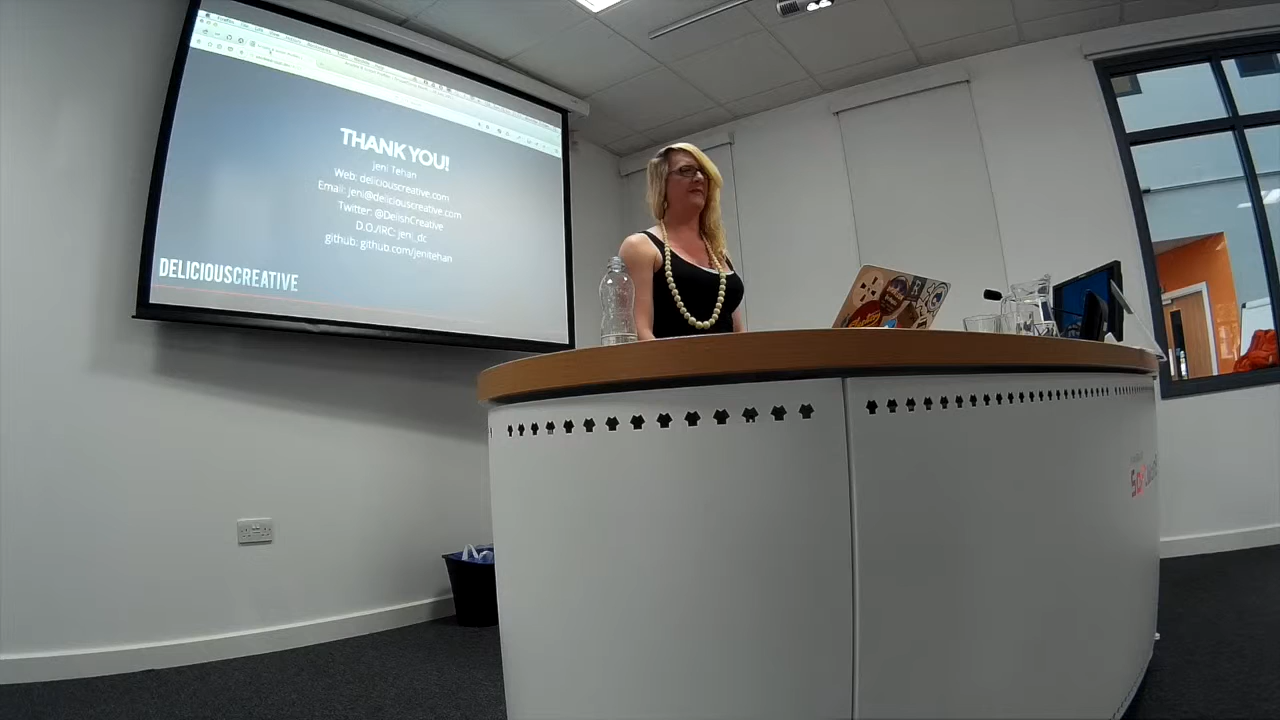 THANK YOU!
Jeni Tehan
Web: deliciouscreative.com
Email: jeni@deliciouscreative.com
Twitter: @DelishCreative
D.O./IRC: jeni_dc
github: github.com/jenitehan
DELICIOUSCREATIVE